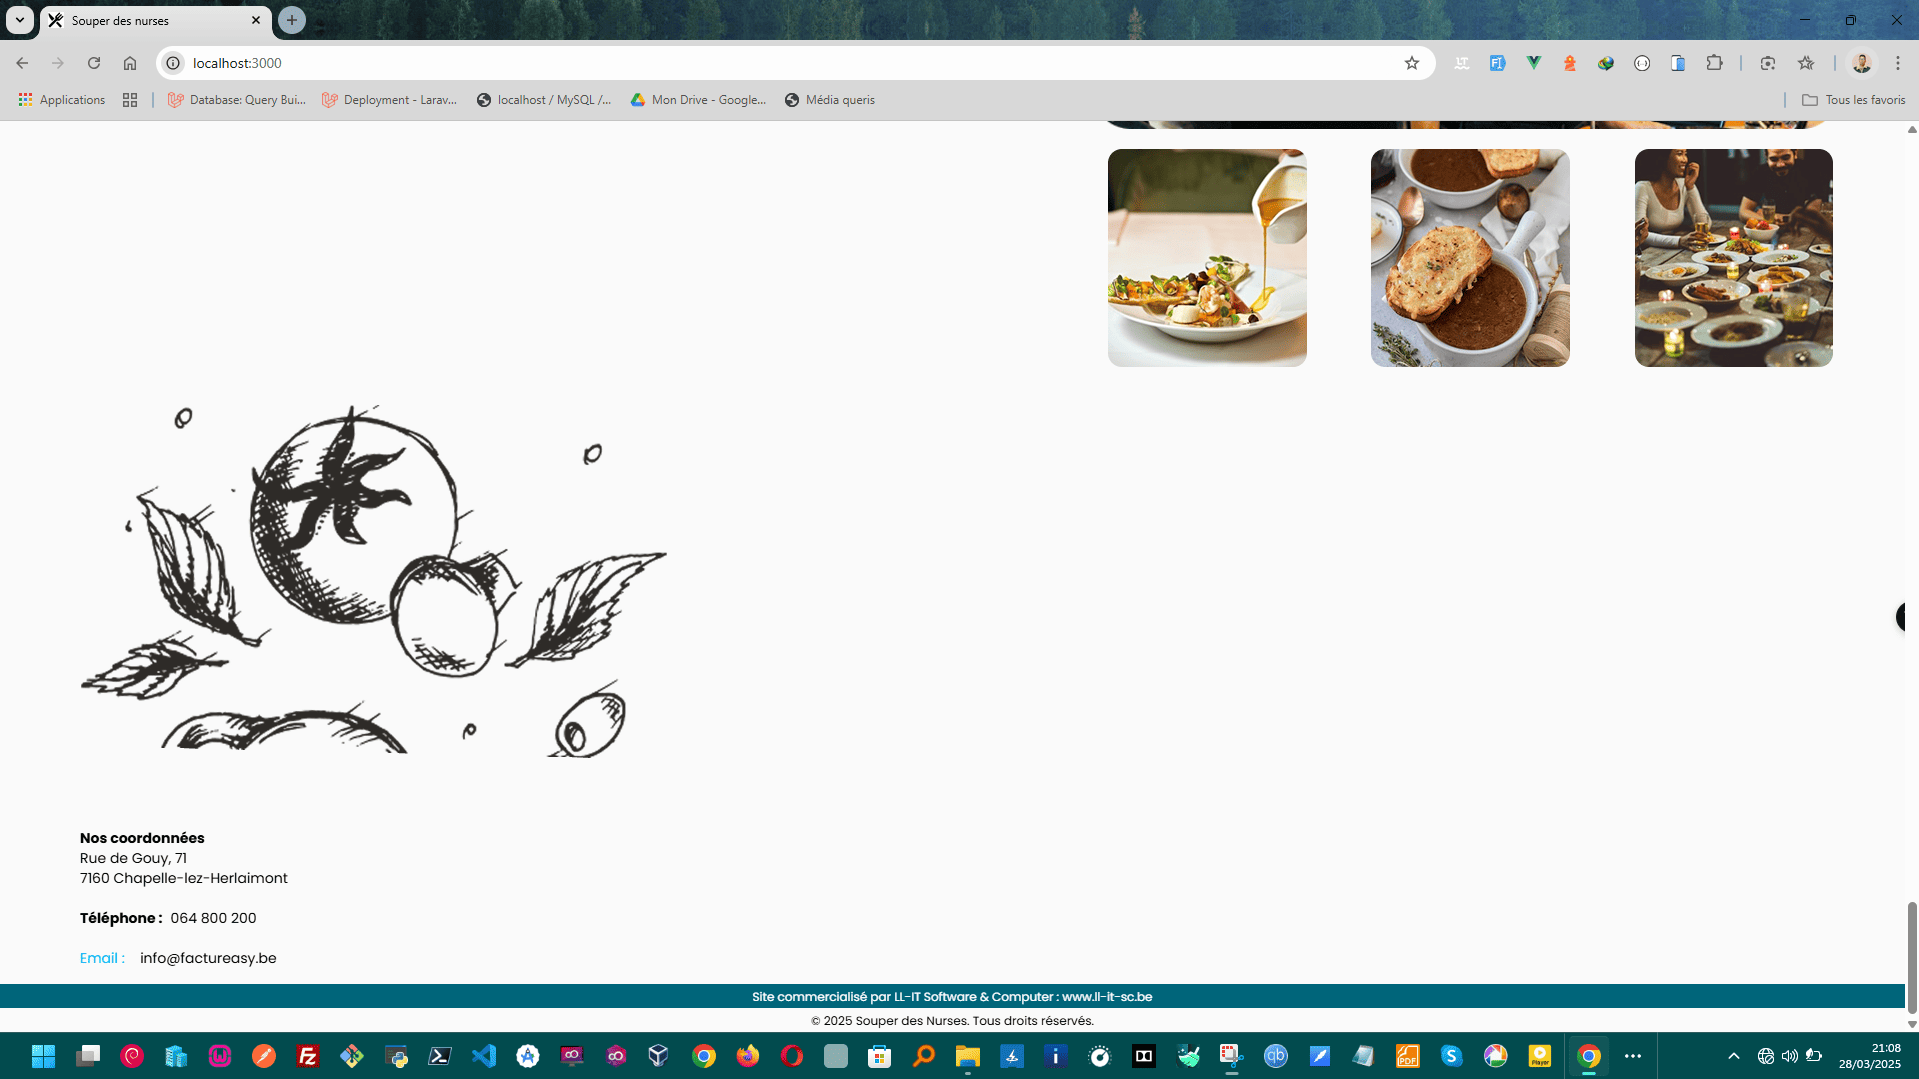 Souper des nurses
localhost:3000
Applications
Database: Query Bui...
Deployment - Larav...
localhost / MySQL /...
Mon Drive - Google...
Média queris
Tous les favoris
Nos coordonnées
Rue de Gouy, 71
7160 Chapelle-lez-Herlaimont
Téléphone : 064 800 200
Email : info@factureasy.be
Site commercialisé par LL-IT Software & Computer : www.ll-it-sc.be
© 2025 Souper des Nurses. Tous droits réservés.
21:08
28/03/2025